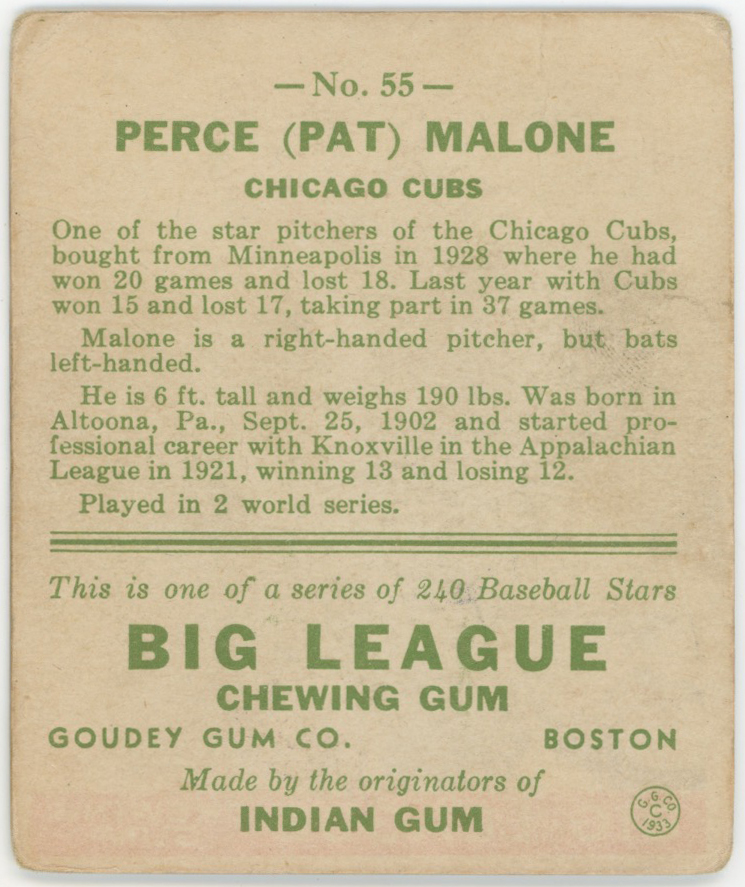 —No. 55—
PERCE (PAT) MALONE
CHICAGO CUBS
One of the star pitchers of the Chicago Cubs,
bought from Minneapolis in 1928 where he had
won 20 games and lost 18. Last year with Cubs
won 15 and lost 17, taking part in 37 games.
Malone is a right-handed pitcher, but bats
left-handed.
He is 6 ft. tall and weighs 190 lbs. Was born in
Altoona, Pa., Sept. 25, 1902 and started pro-
fessional career with Knoxville in the Appalachian
League in 1921, winning 13 and losing 12.
Played in 2 world series.
This is one of a series of 240 Baseball Stars
BIG LEAGUE
CHEWING GUM
GOUDEY GUM CO. BOSTON
Made by the originators of
INDIAN GUM
G.G.CO
C
1933